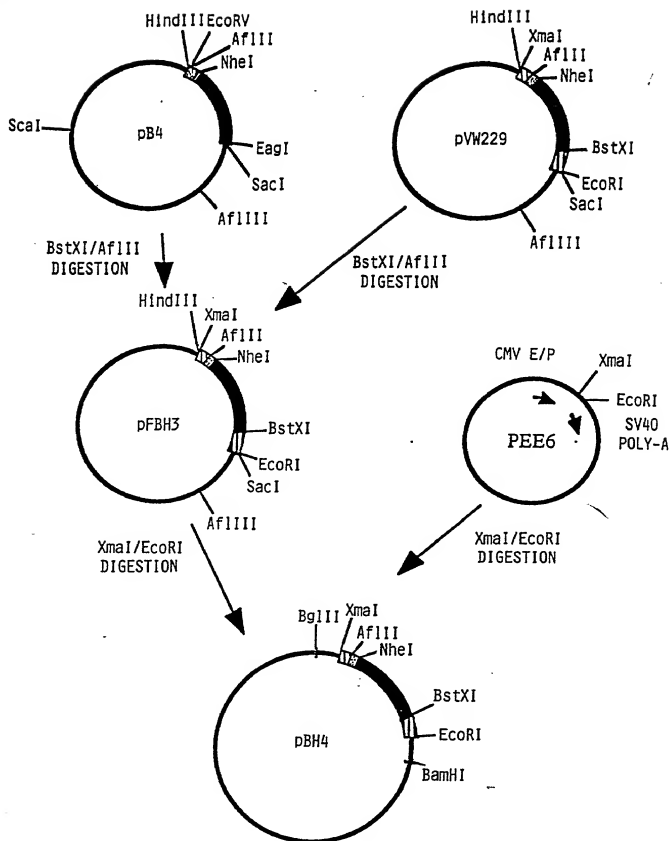 HindIII EcoRV
AflII
NheI
ScaI
pB4
EagI
SacI
AflIII
HindIII
XmaI
AflII
NheI
pVW229
BstXI
EcoRI
SacI
AflIII
BstXI/AflII
DIGESTION
BstXI/AflII
DIGESTION
HindIII
XmaI
AflII
NheI
pFBH3
BstXI
EcoRI
SacI
AflIII
CMV E/P
XmaI
EcoRI
SV40
POLY-A
PEE6
XmaI/EcoRI
DIGESTION
XmaI/EcoRI
DIGESTION
BglII
XmaI
AflII
NheI
pBH4
BstXI
EcoRI
BamHI